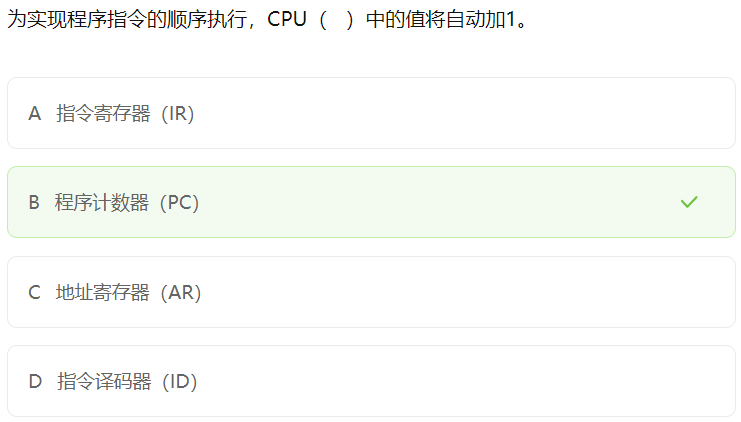 为实现程序指令的顺序执行，CPU（　）中的值将自动加1。
A 指令寄存器（IR）
B 程序计数器（PC）
C 地址寄存器（AR）
D 指令译码器（ID）